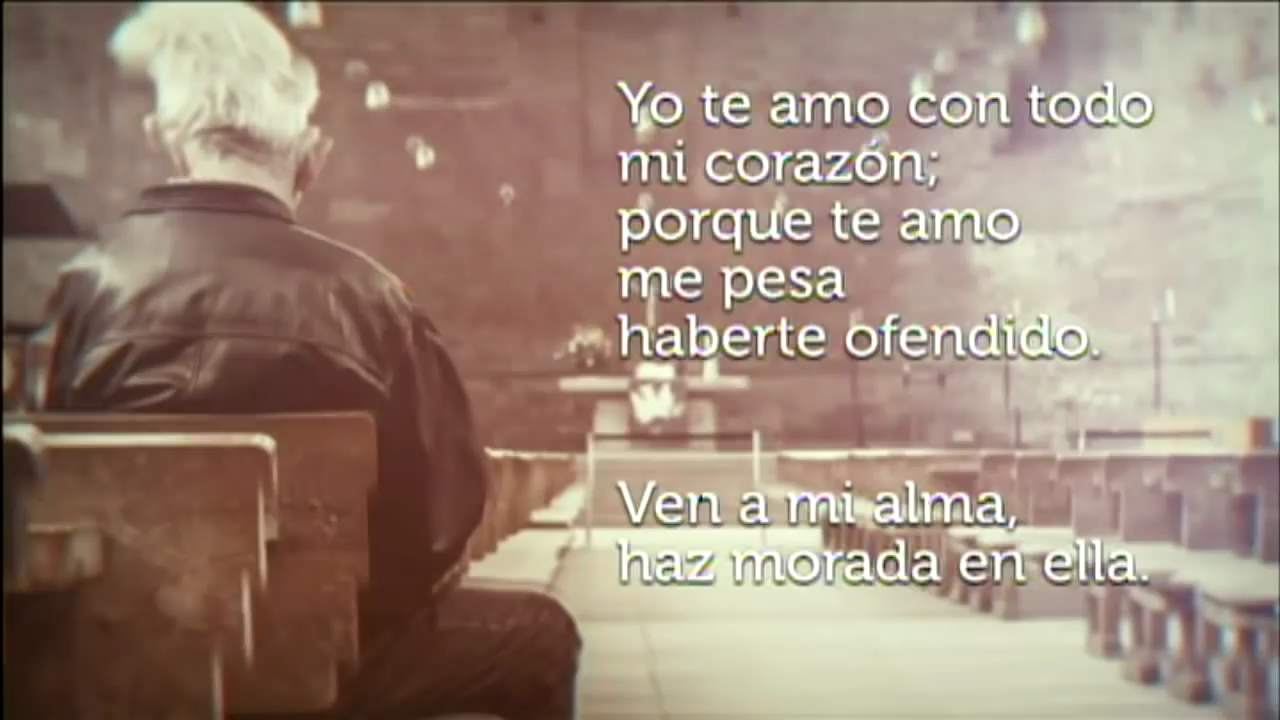 Yo te amo con todo
mi corazón;
porque te amo
me pesa
haberte ofendido.
Ven a mi alma,
haz morada en ella.